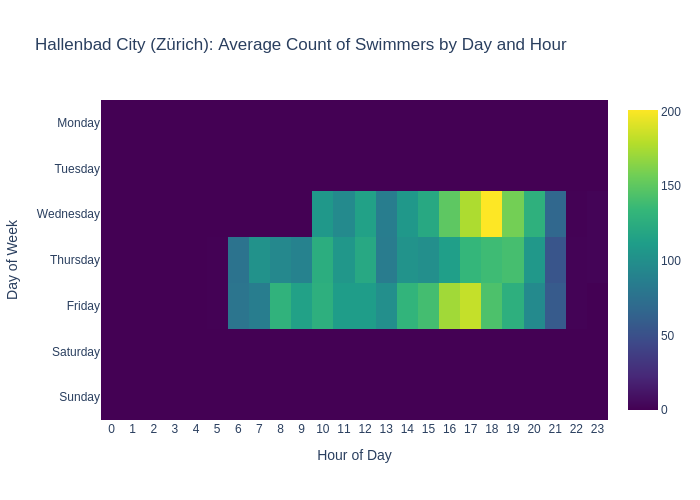 Hallenbad City (Zürich): Average Count of Swimmers by Day and Hour
Day of Week
Monday
Tuesday
Wednesday
Thursday
Friday
Saturday
Sunday
0 1 2 3 4 5 6 7 8 9 10 11 12 13 14 15 16 17 18 19 20 21 22 23
Hour of Day
200
150
100
50
0